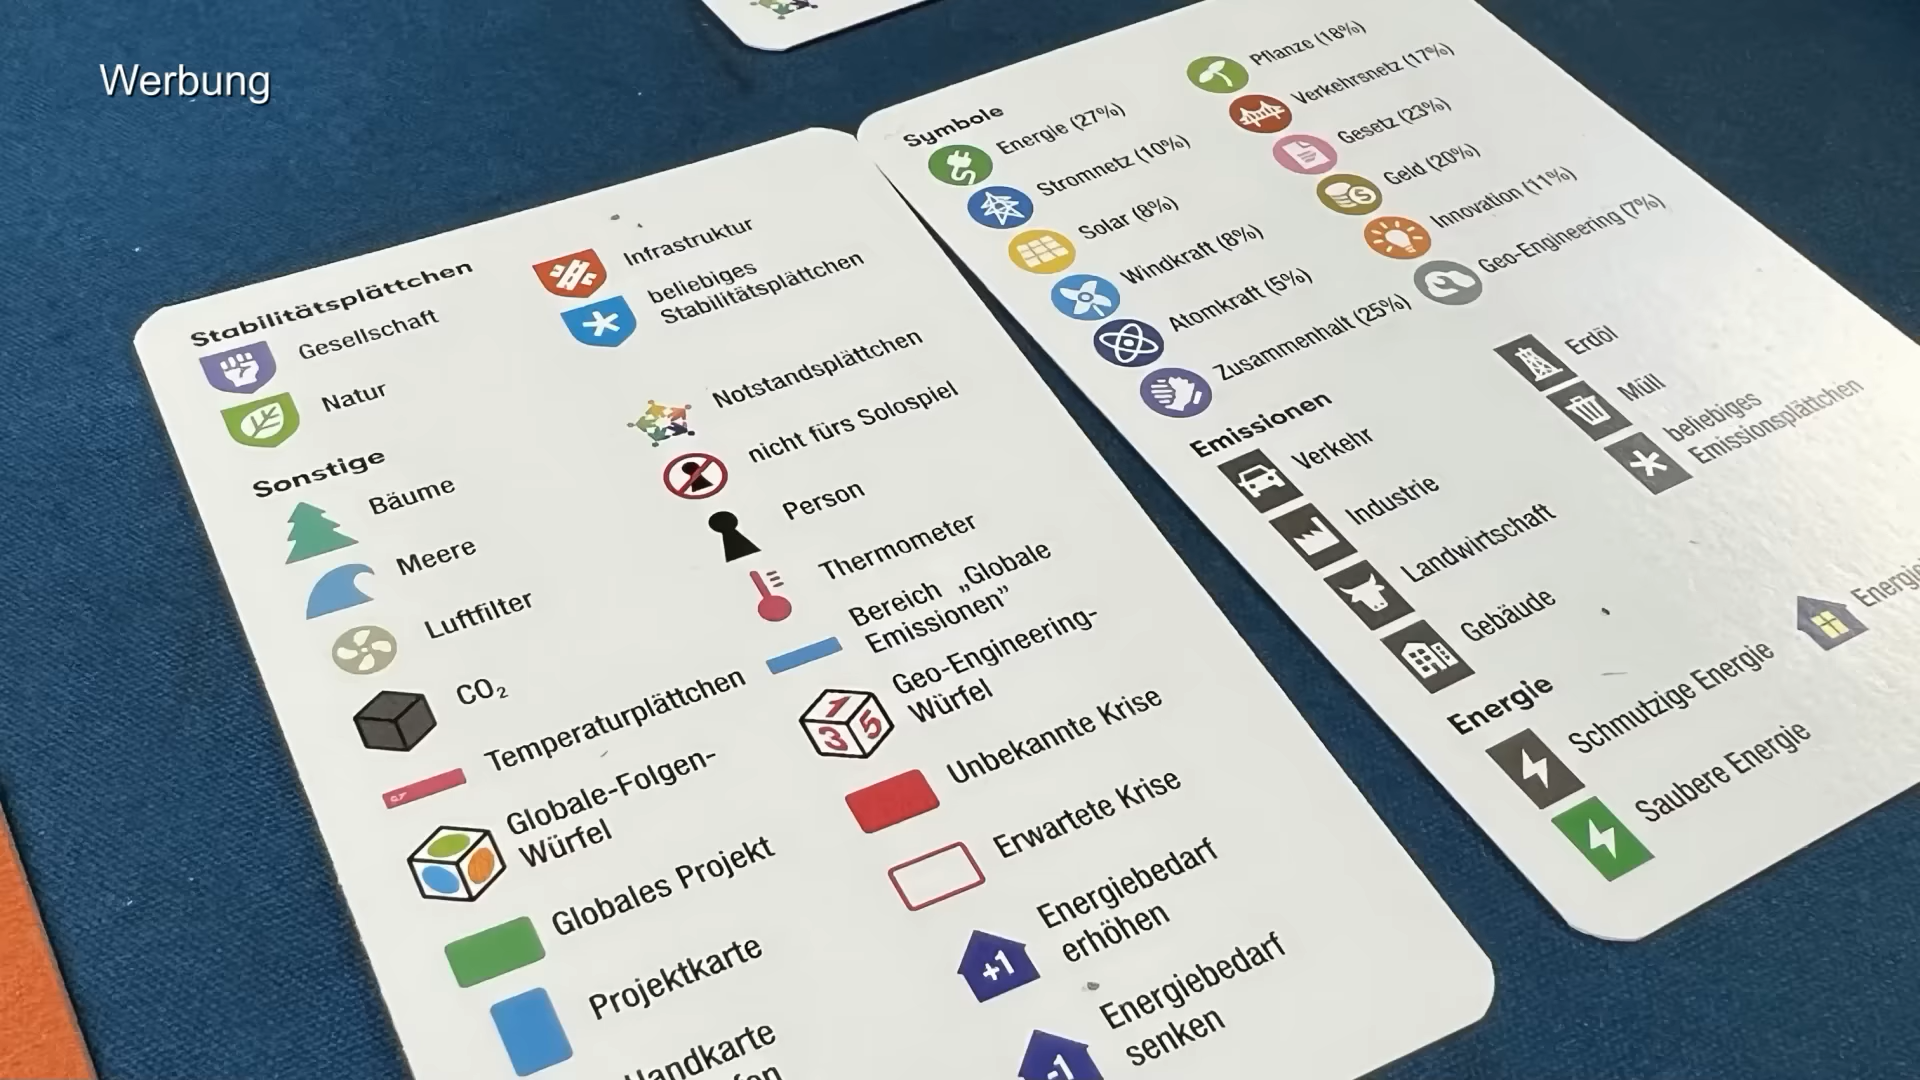 Werbung
Stabilitätsplättchen
Gesellschaft
Natur
Infrastruktur
beliebiges
Stabilitätsplättchen
Sonstige
Bäume
Meere
Luftfilter
CO₂
Temperaturplättchen
Globale-Folgen-
Würfel
Globales Projekt
Projektkarte
Handkarte
Notstandsplättchen
nicht fürs Solospiel
Person
Thermometer
Bereich „Globale
Emissionen”
1
3 5
Geo-Engineering-
Würfel
Unbekannte Krise
Erwartete Krise
+1
Energiebedarf
erhöhen
-1
Energiebedarf
senken
Symbole
Energie (27%)
Stromnetz (10%)
Solar (8%)
Windkraft (8%)
Atomkraft (5%)
Zusammenhalt (25%)
Pflanze (18%)
Verkehrsnetz (17%)
Gesetz (23%)
Geld (20%)
Innovation (11%)
Geo-Engineering (7%)
Emissionen
Verkehr
Industrie
Landwirtschaft
Gebäude
Erdöl
Müll
beliebiges
Emissionsplättchen
Energie
Schmutzige Energie
Saubere Energie